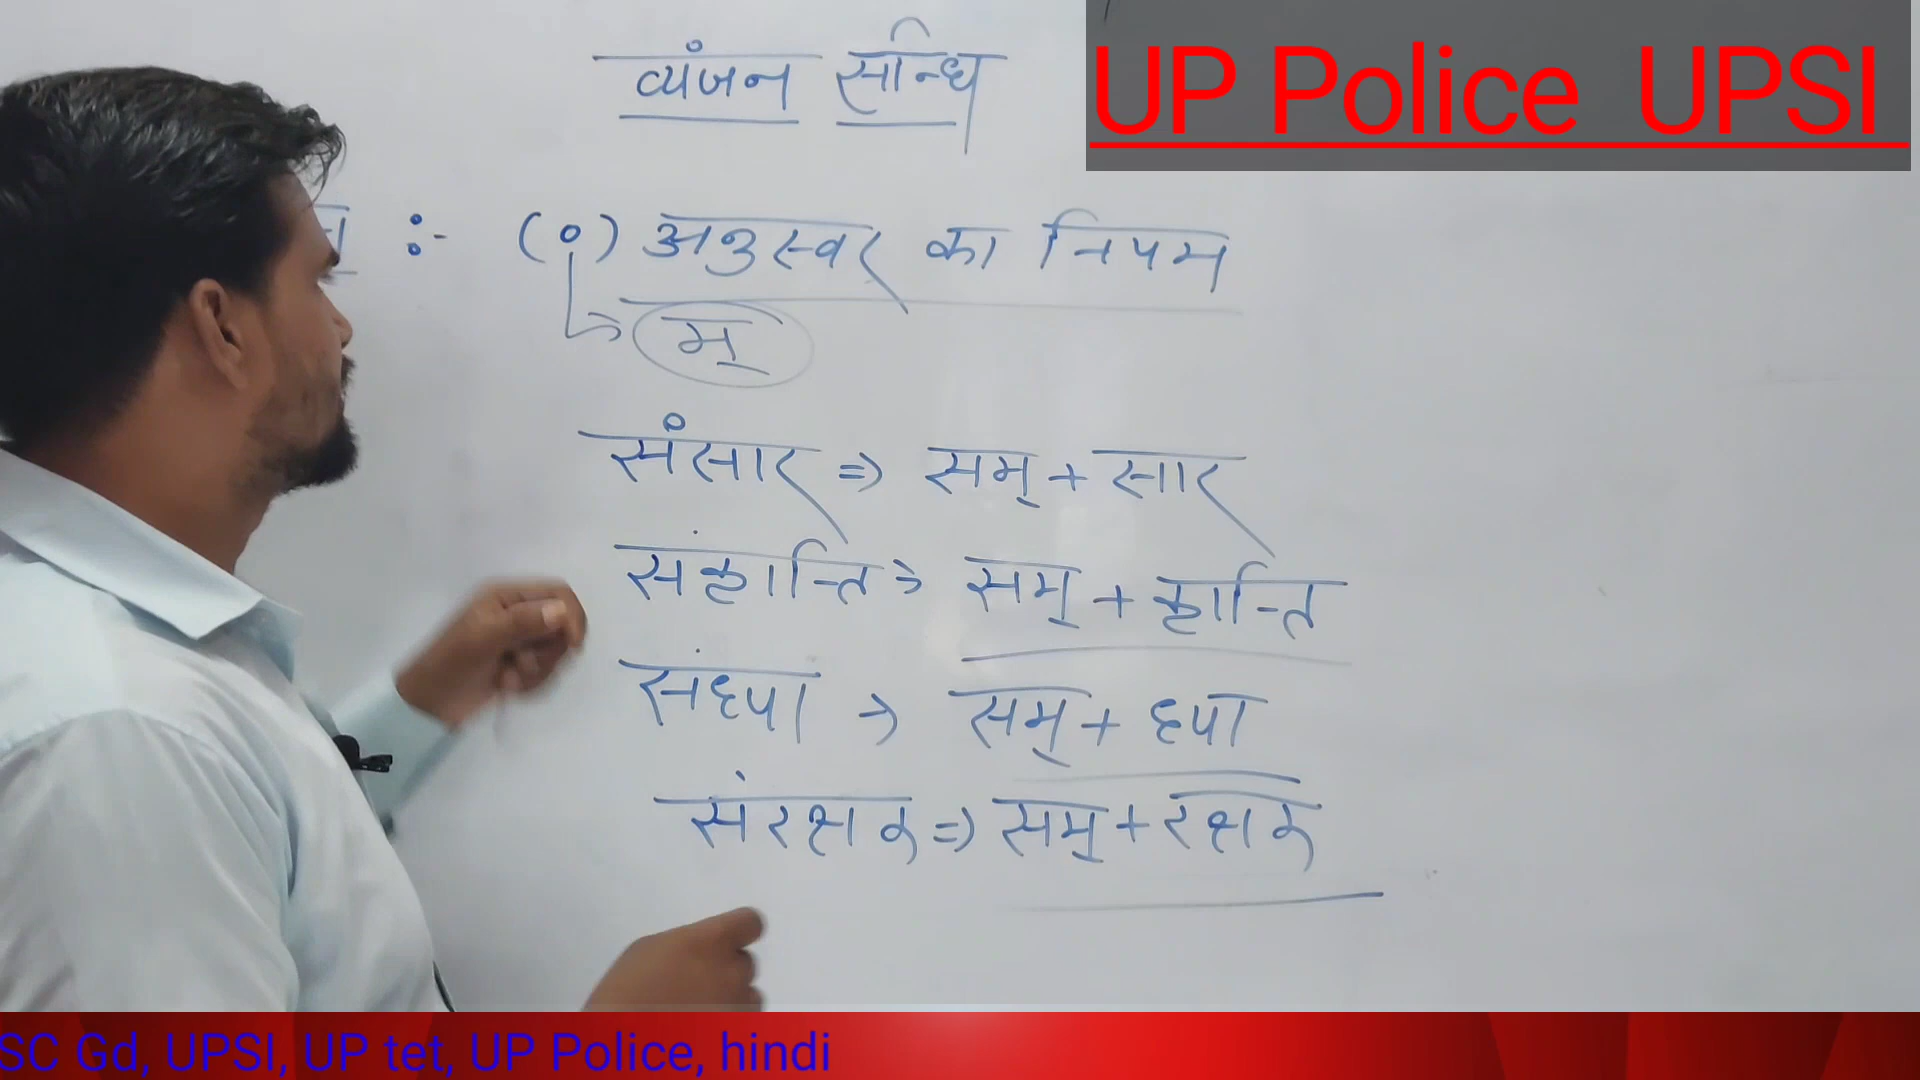 व्यंजन सन्धि
UP Police UPSI
:- (ं) अनुस्वर का नियम
म्
संसार => सम् + सार
संक्रान्ति → सम् + क्रान्ति
संध्या → सम् + ध्या
संरक्षक => सम् + रक्षक
SC Gd, UPSI, UP tet, UP Police, hindi